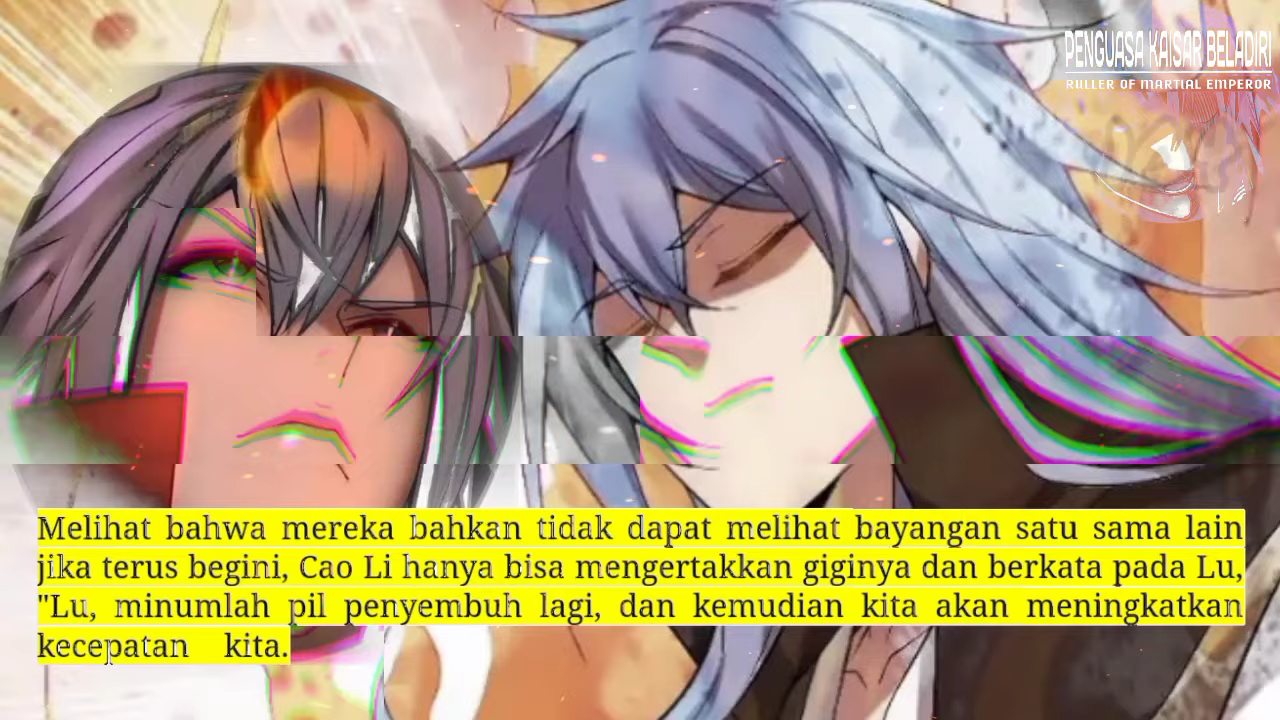 PENGUASA KAISAR BELADIRI
RULLER OF MARTIAL EMPEROR
Melihat bahwa mereka bahkan tidak dapat melihat bayangan satu sama lain
jika terus begini, Cao Li hanya bisa mengertakkan giginya dan berkata pada Lu,
"Lu, minumlah pil penyembuh lagi, dan kemudian kita akan meningkatkan
kecepatan kita.